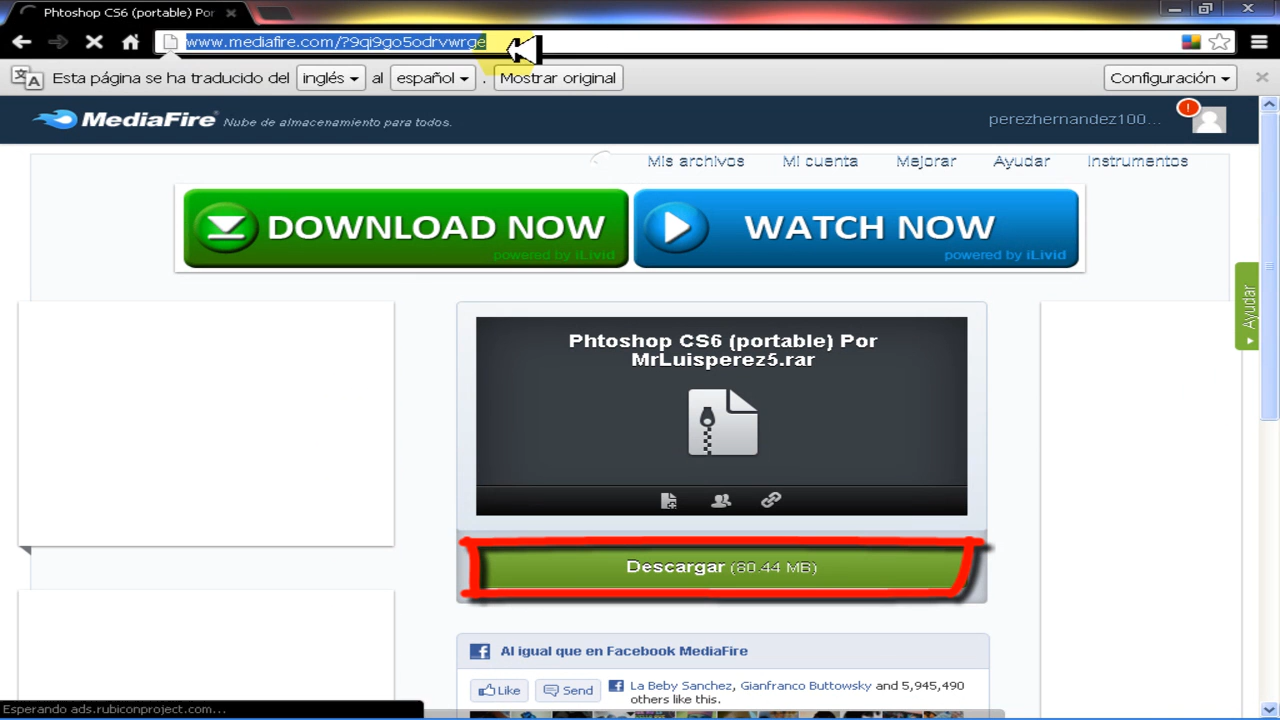 Phtoshop CS6 (portable) Por
www.mediafire.com/?9qi9go5odrvwrge
Esta página se ha traducido del inglés al español . Mostrar original Configuración
MediaFire Nube de almacenamiento para todos. perezhernandez100...
Mis archivos Mi cuenta Mejorar Ayudar Instrumentos
DOWNLOAD NOW
powered by iLivid
WATCH NOW
powered by iLivid
Ayudar
Phtoshop CS6 (portable) Por
MrLuisperez5.rar
Descargar (80.44 MB)
Al igual que en Facebook MediaFire
Like Send La Beby Sanchez, Gianfranco Buttowsky and 5,945,490
others like this.
Esperando ads.rubiconproject.com...